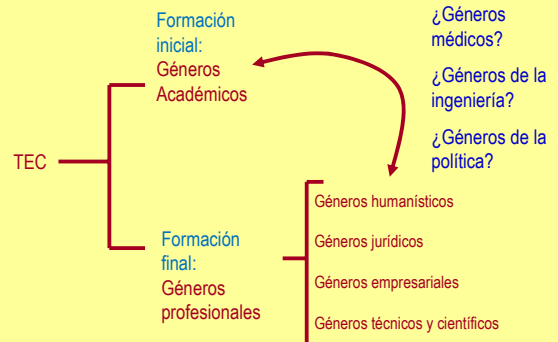 TEC
Formación
inicial:
Géneros
Académicos
¿Géneros
médicos?
¿Géneros de la
ingeniería?
¿Géneros de la
política?
Formación
final:
Géneros
profesionales
Géneros humanísticos
Géneros jurídicos
Géneros empresariales
Géneros técnicos y científicos